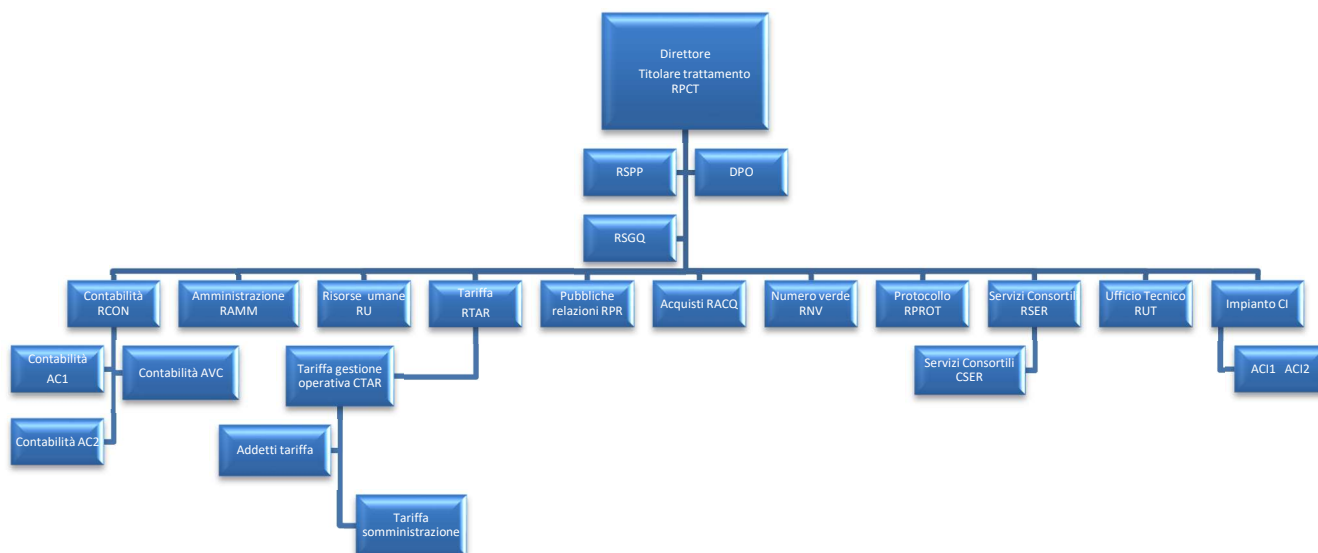 Direttore
Titolare trattamento
RPCT
RSPP
DPO
RSGQ
Contabilità
RCON
Amministrazione
RAMM
Risorse umane
RU
Tariffa
RTAR
Pubbliche
relazioni RPR
Acquisti RACQ
Numero verde
RNV
Protocollo
RPROT
Servizi Consortil
RSER
Ufficio Tecnico
RUT
Impianto CI
Contabilità
AC1
Contabilità AVC
Tariffa gestione
operativa CTAR
Servizi Consortili
CSER
ACI1 ACI2
Contabilità AC2
Addetti tariffa
Tariffa
somministrazione